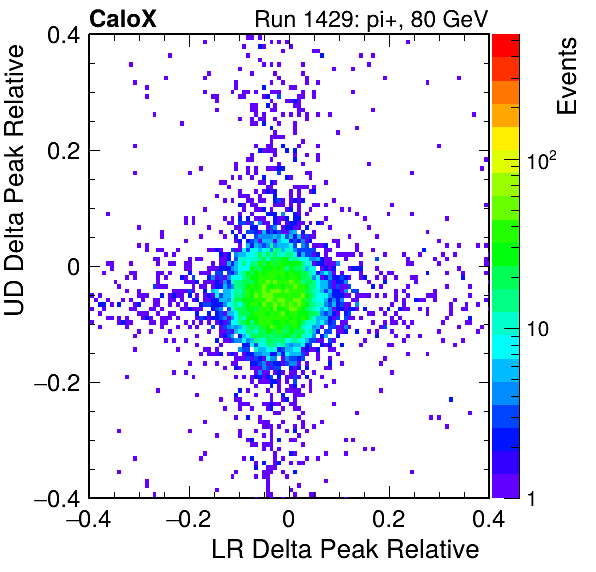 CaloX Run 1429: pi+, 80 GeV
UD Delta Peak Relative
0.4
0.2
0
−0.2
−0.4
−0.4 −0.2 0 0.2 0.4
LR Delta Peak Relative
Events
10²
10
1